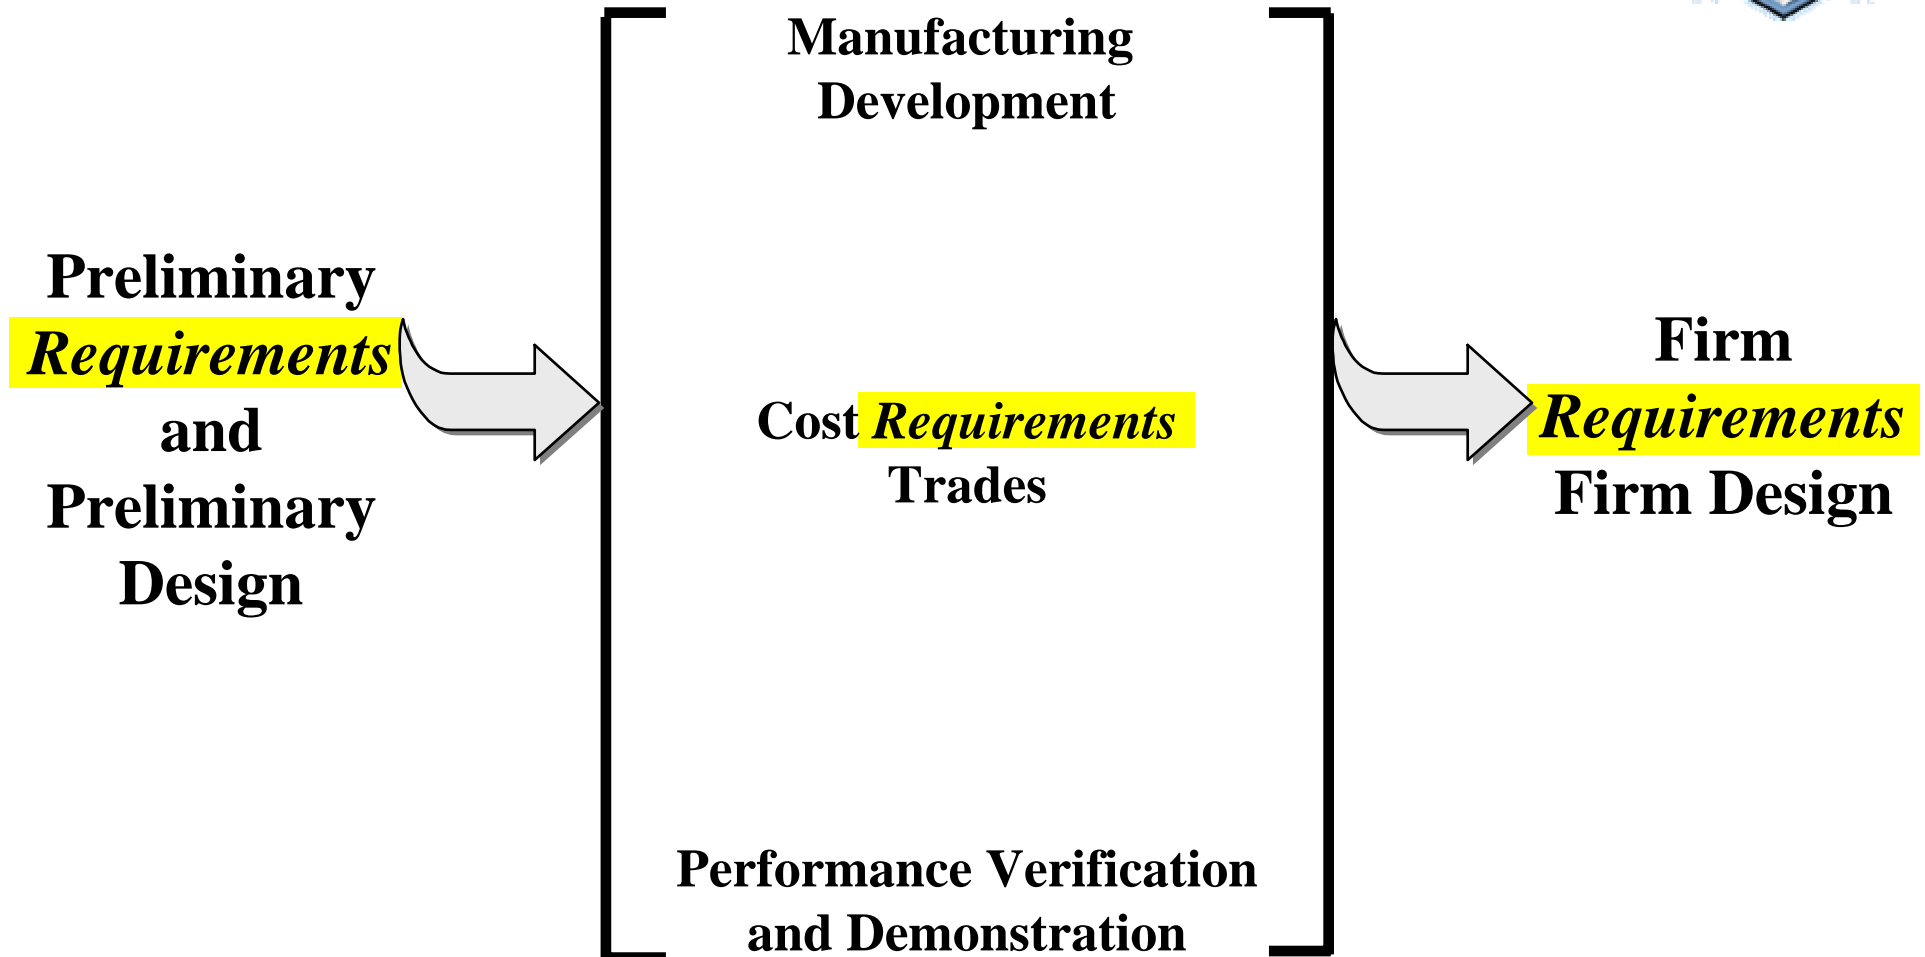 Preliminary
Requirements
and
Preliminary
Design
Manufacturing
Development
Cost Requirements
Trades
Performance Verification
and Demonstration
Firm
Requirements
Firm Design